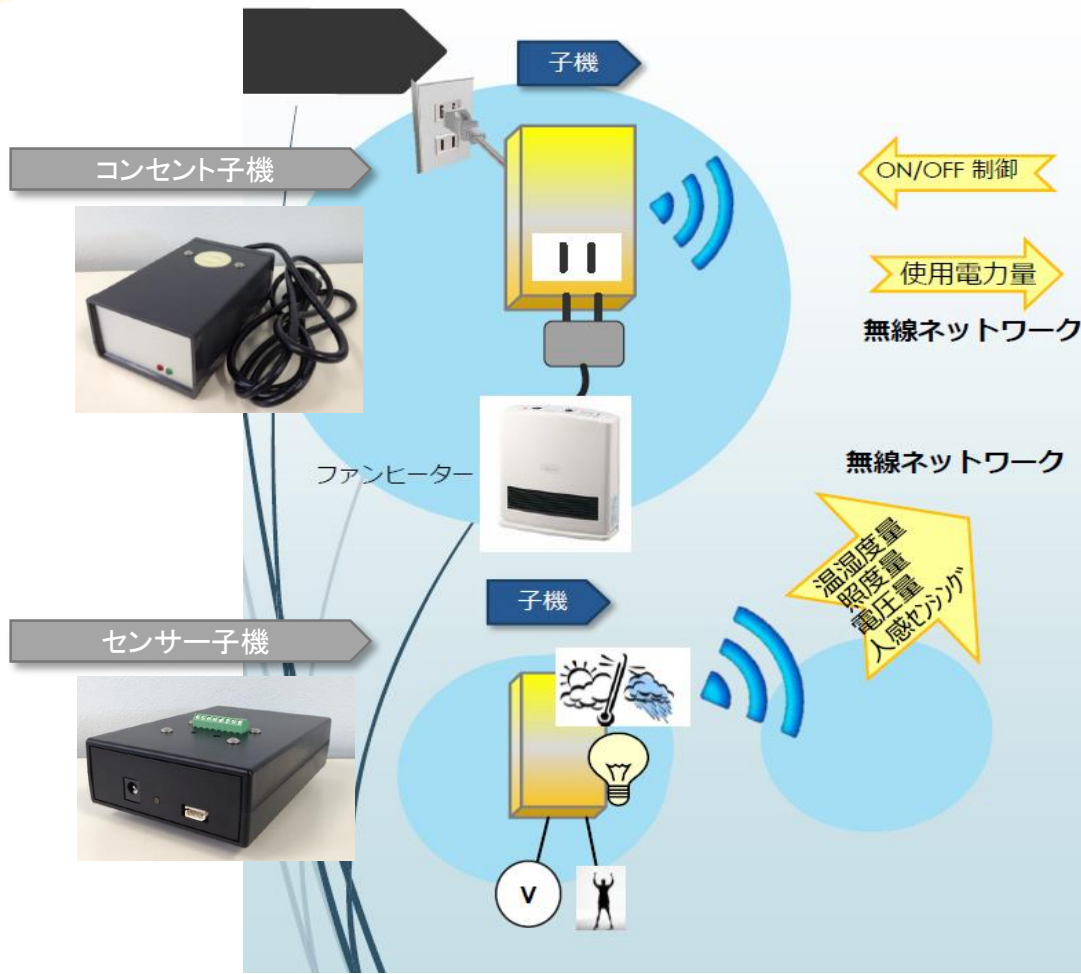 子機
コンセント子機
ON/OFF 制御
使用電力量
無線ネットワーク
ファンヒーター
無線ネットワーク
温湿度量
照度量
電圧量
人感センシング
子機
センサー子機
V